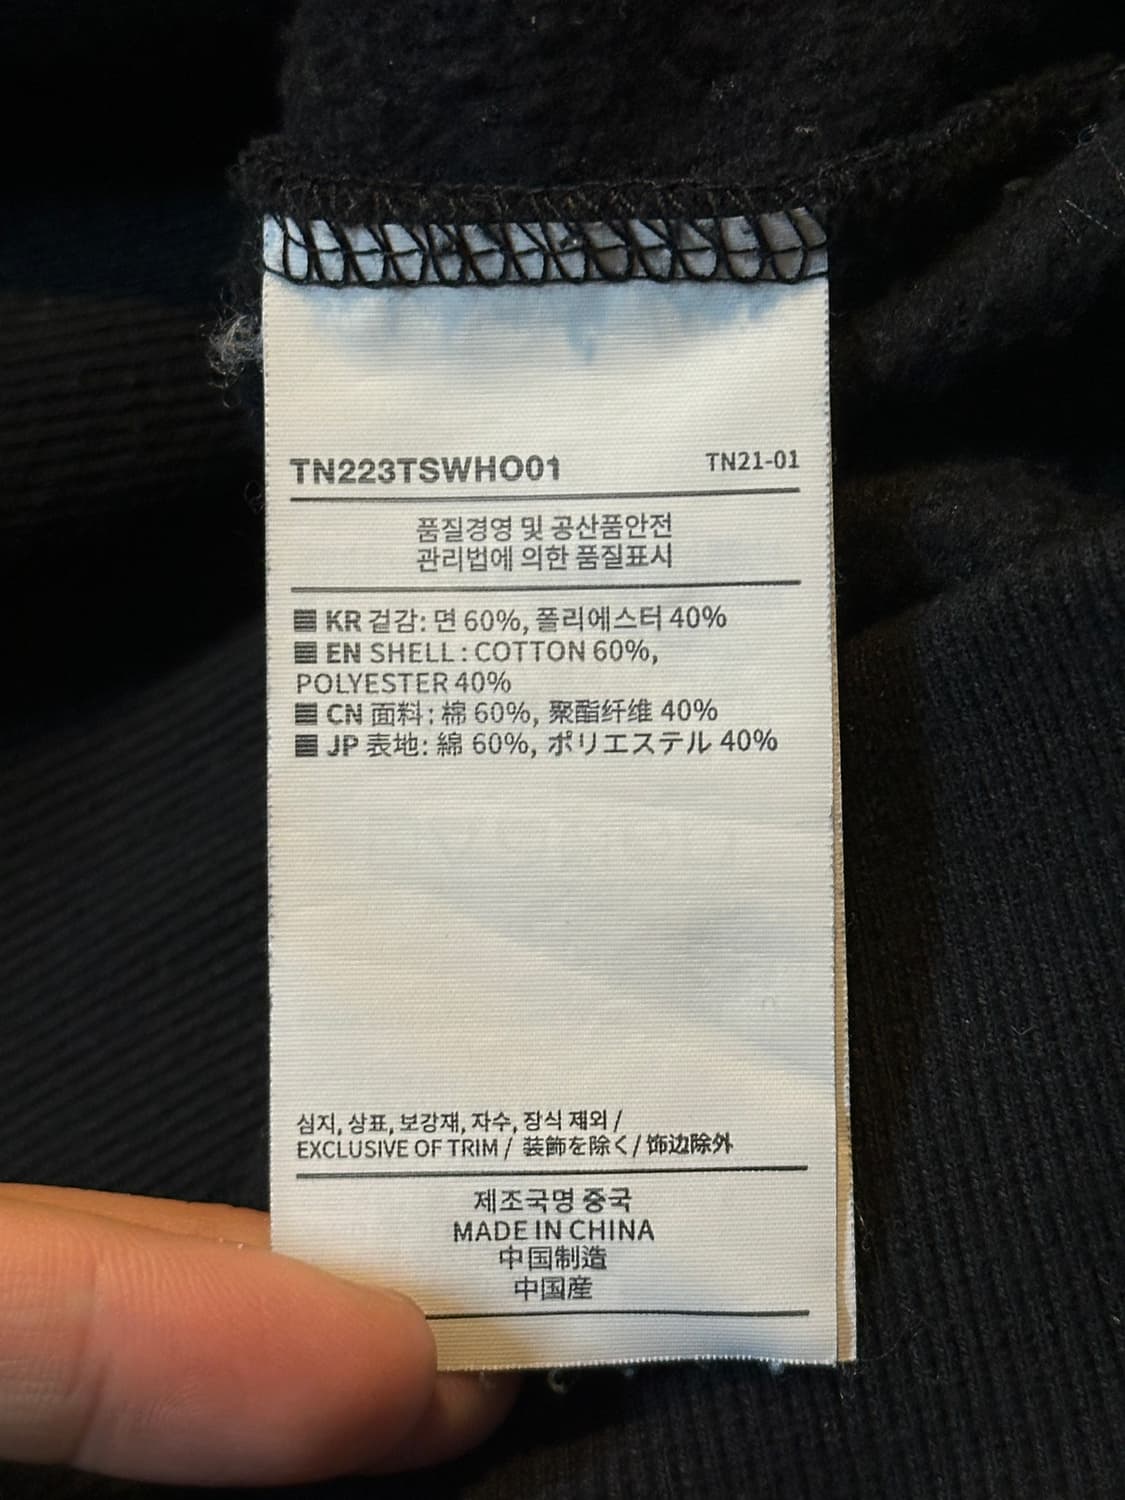 TN223TSWHO01 TN21-01
품질경영 및 공산품안전
관리법에 의한 품질표시
KR 겉감: 면 60%, 폴리에스터 40%
EN SHELL : COTTON 60%,
POLYESTER 40%
CN 面料: 棉 60%, 聚酯纤维 40%
JP 表地: 綿 60%, ポリエステル 40%
심지, 상표, 보강재, 자수, 장식 제외 /
EXCLUSIVE OF TRIM / 装飾を除く / 饰边除外
제조국명 중국
MADE IN CHINA
中国制造
中国産